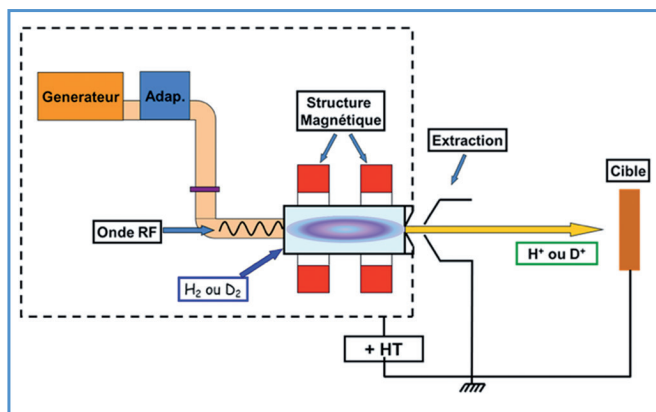 Generateur
Adap.
Structure
Magnétique
Extraction
Cible
Onde RF
H₂ ou D₂
H⁺ ou D⁺
+ HT